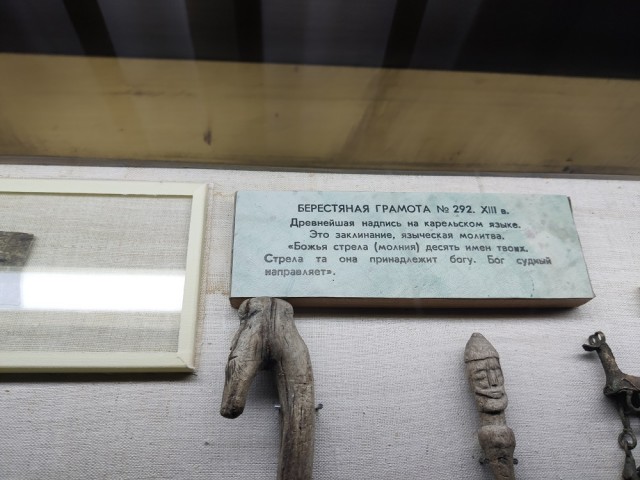 БЕРЕСТЯНАЯ ГРАМОТА № 292. XIII в.
Древнейшая надпись на карельском языке.
Это заклинание, языческая молитва.
«Божья стрела (молния) десять имен твоих.
Стрела та она принадлежит богу. Бог судный
направляет».